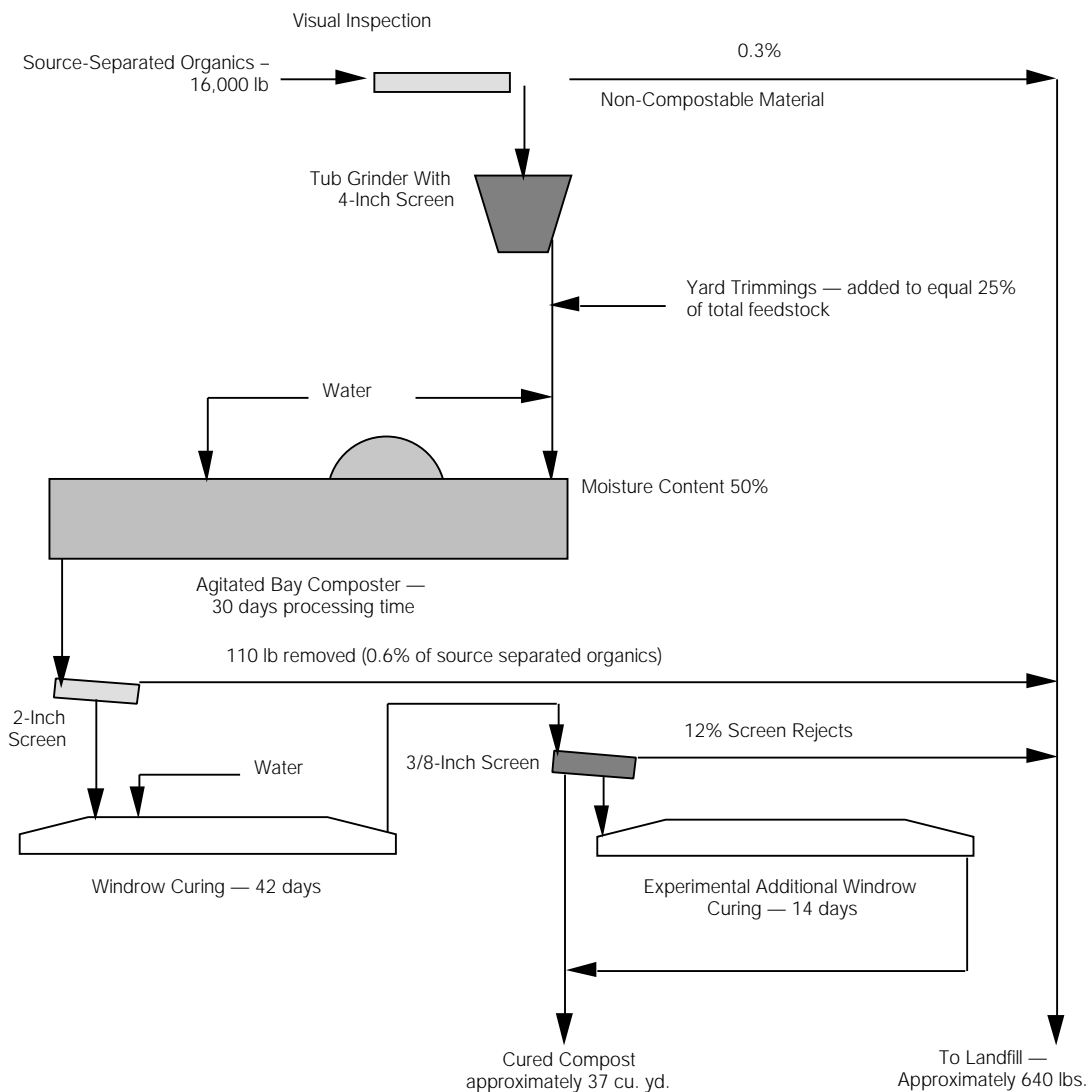 Visual Inspection
Source-Separated Organics –
16,000 lb
0.3%
Non-Compostable Material
Tub Grinder With
4-Inch Screen
Yard Trimmings — added to equal 25%
of total feedstock
Water
Moisture Content 50%
Agitated Bay Composter —
30 days processing time
110 lb removed (0.6% of source separated organics)
2-Inch
Screen
12% Screen Rejects
3/8-Inch Screen
Water
Windrow Curing — 42 days
Experimental Additional Windrow
Curing — 14 days
Cured Compost
approximately 37 cu. yd.
To Landfill —
Approximately 640 lbs.